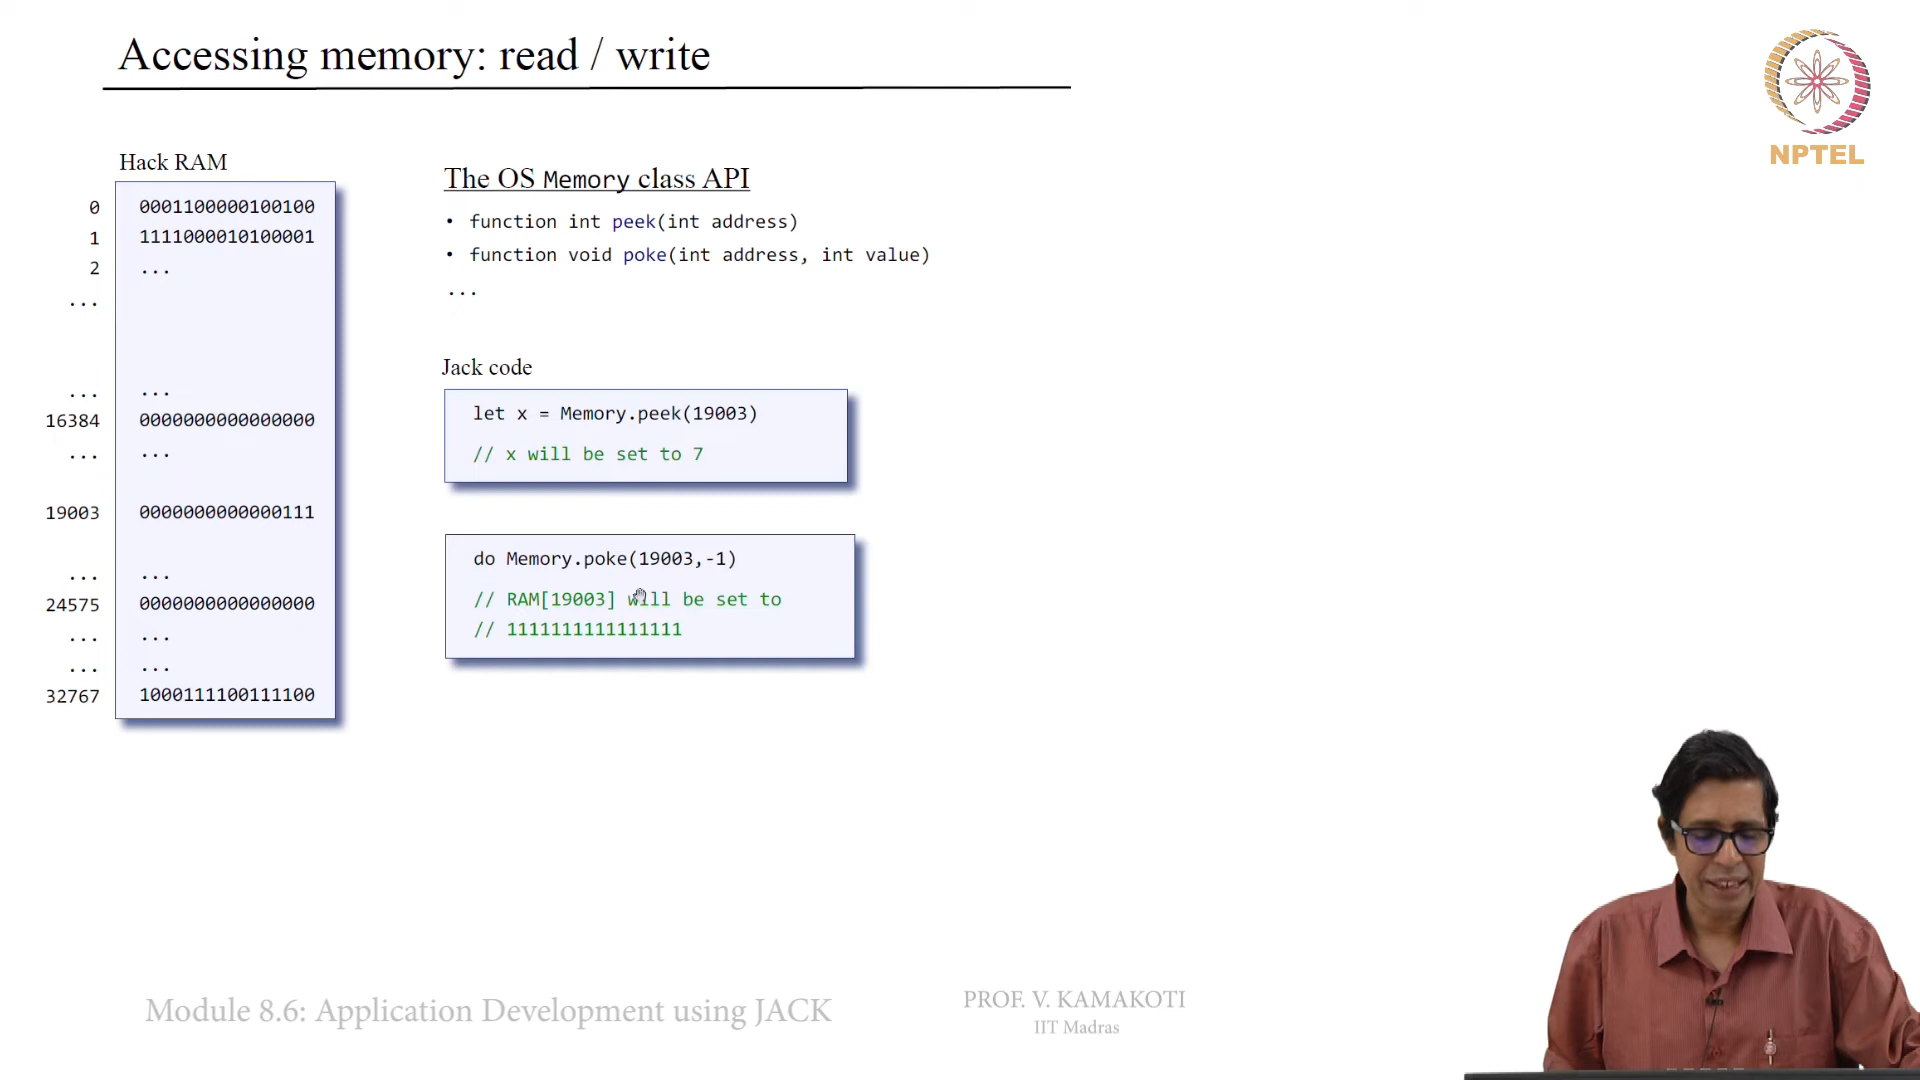 Accessing memory: read / write
NPTEL
Hack RAM
0 0001100000100100
1 1111000010100001
2 ...
...
... ...
16384 0000000000000000
... ...
19003 0000000000000111
... ...
24575 0000000000000000
... ...
... ...
32767 1000111100111100
The OS Memory class API
• function int peek(int address)
• function void poke(int address, int value)
...
Jack code
let x = Memory.peek(19003)
// x will be set to 7
do Memory.poke(19003,-1)
// RAM[19003] will be set to
// 1111111111111111
Module 8.6: Application Development using JACK
PROF. V. KAMAKOTI
IIT Madras